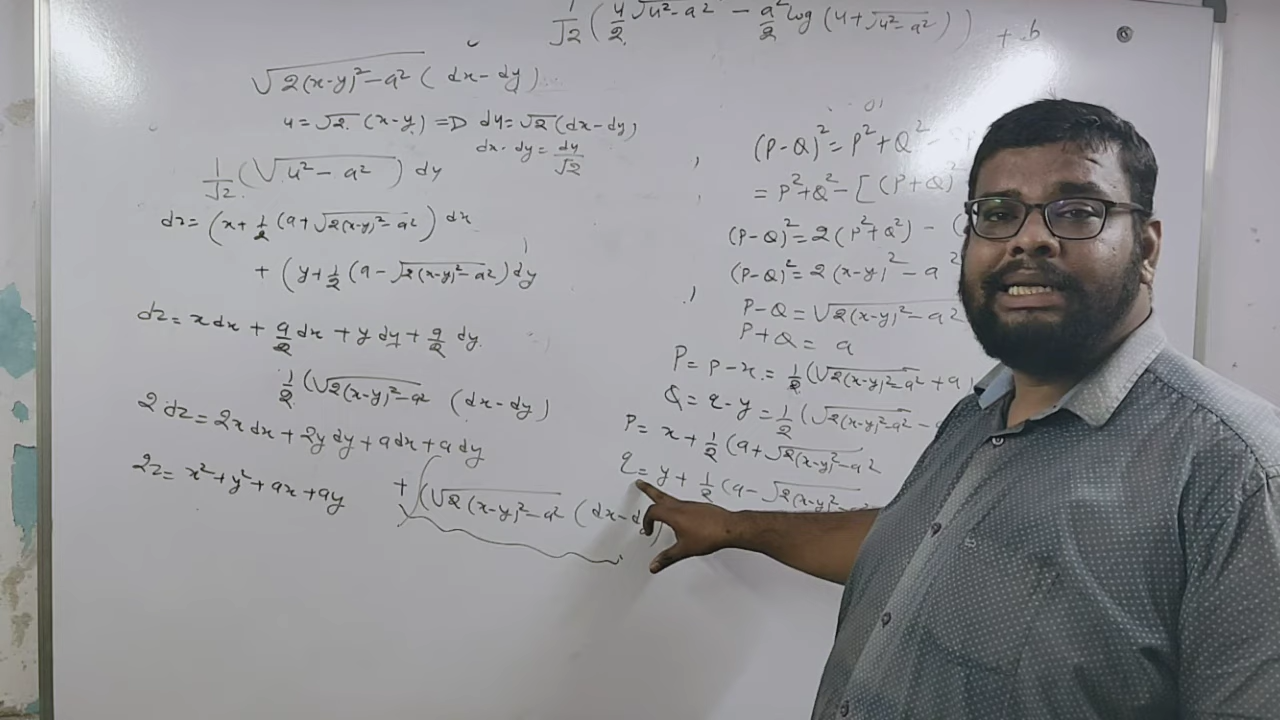 1/√2 (u/2 √u²-a² - a²/2 log (u+√u²-a²)) + b
√2(x-y)²-a² (dx-dy)
u=√2 (x-y) ⇒ du=√2 (dx-dy)
dx-dy = du/√2
1/√2 (√u²-a²) du
dz= (x+1/2 (a+√2(x-y)²-a²) dx
+ (y+1/2 (a-√2(x-y)²-a²) dy
dz= xdx + a/2 dx + y dy + a/2 dy
1/2 (√2(x-y)²-a² (dx-dy)
2 dz = 2x dx + 2y dy + a dx + a dy
+ ∫(√2(x-y)²-a² (dx-dy)
2z= x²+y²+ax+ay
(P-Q)²= P²+Q²-
= P²+Q²-[(P+Q)²
(P-Q)²=2(P²+Q²) - (
(P-Q)²=2(x-y)²-a²
P-Q = √2(x-y)²-a²
P+Q = a
P= p-x = 1/2 (√2(x-y)²-a² + a)
Q= q-y = 1/2 (√2(x-y)²-a² -
p= x+1/2 (a+√2(x-y)²-a²
q= y+ 1/2 (a-√2(x-y)²-a²